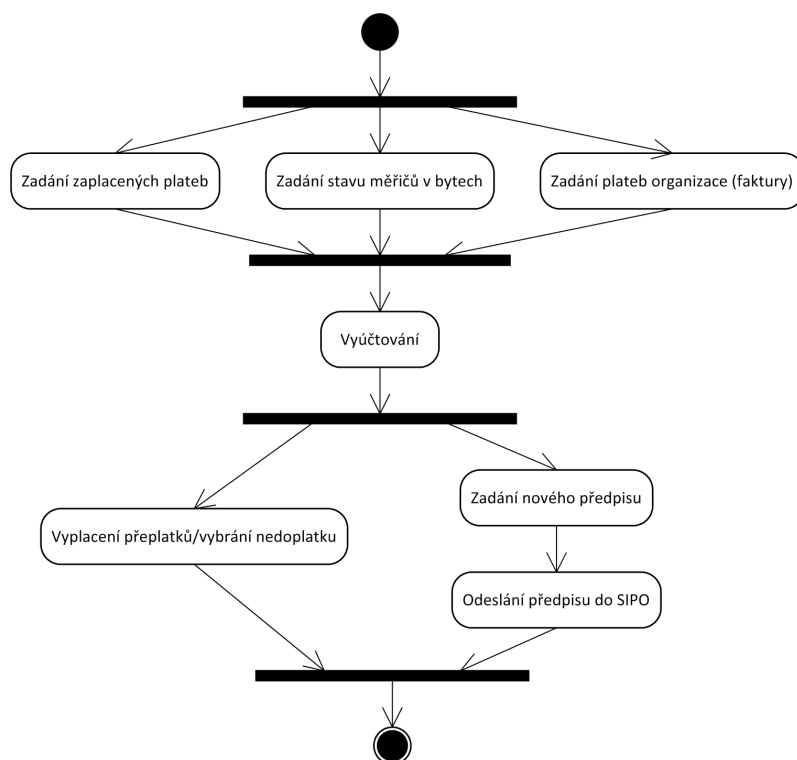 Zadání zaplacených plateb
Zadání stavu měřičů v bytech
Zadání plateb organizace (faktury)
Vyúčtování
Zadání nového předpisu
Vyplacení přeplatků/vybrání nedoplatku
Odeslání předpisu do SIPO